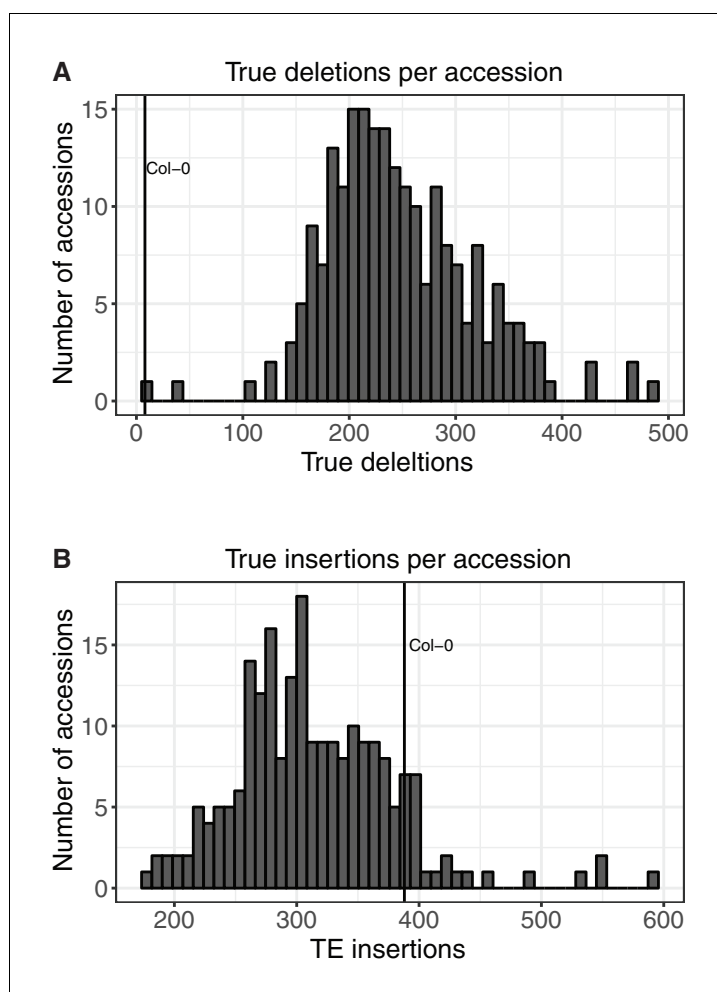 A
True deletions per accession
15
10
5
0
Number of accessions
Col−0
0 100 200 300 400 500
True deleltions
B
True insertions per accession
15
10
5
0
Number of accessions
Col−0
200 300 400 500 600
TE insertions